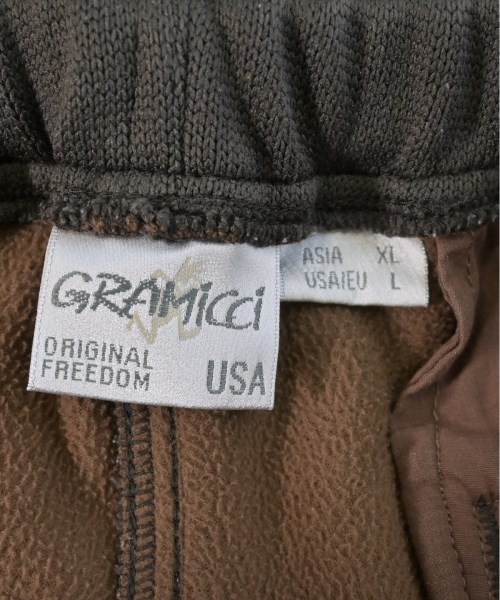 GRAMiCCi
ORIGINAL
FREEDOM
USA
ASIA XL
USA/EU L